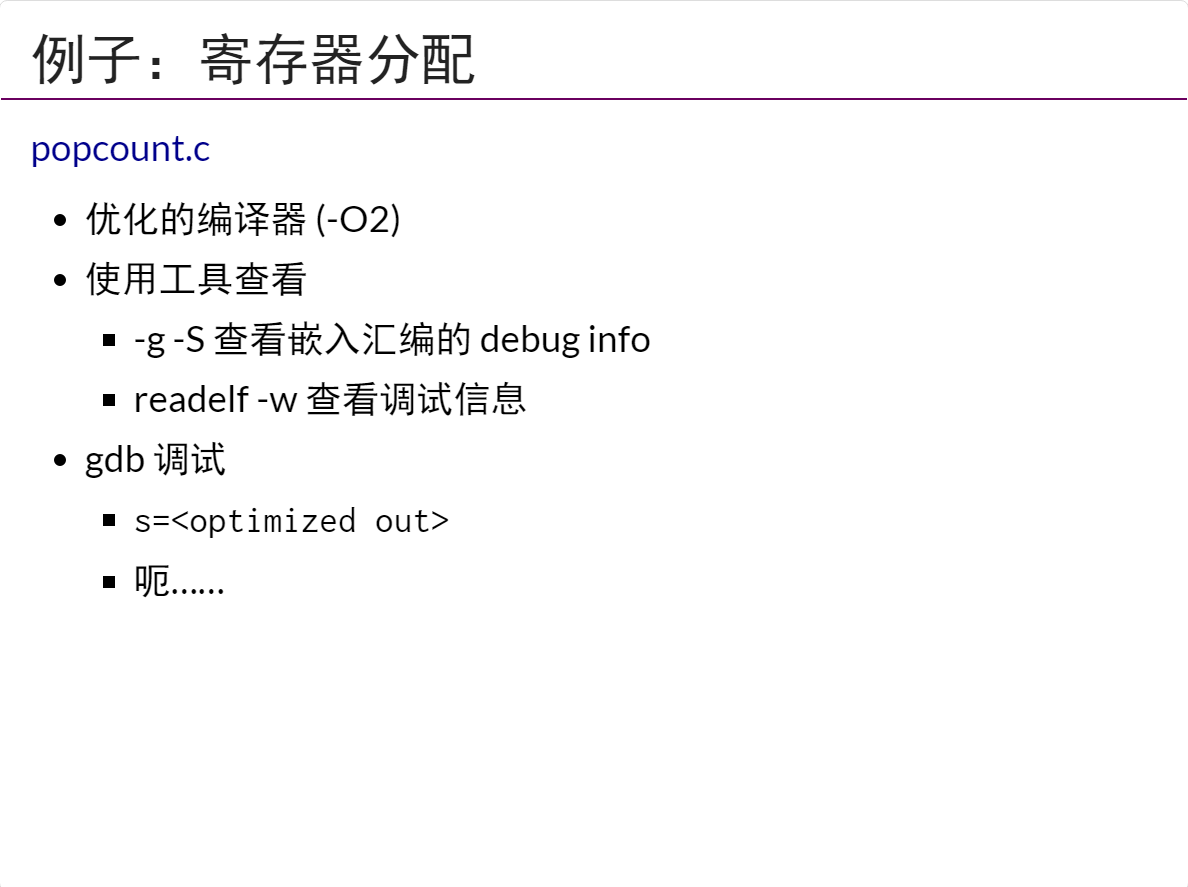 例子：寄存器分配
popcount.c
优化的编译器 (-O2)
使用工具查看
-g -S 查看嵌入汇编的 debug info
readelf -w 查看调试信息
gdb 调试
s=<optimized out>
呃……